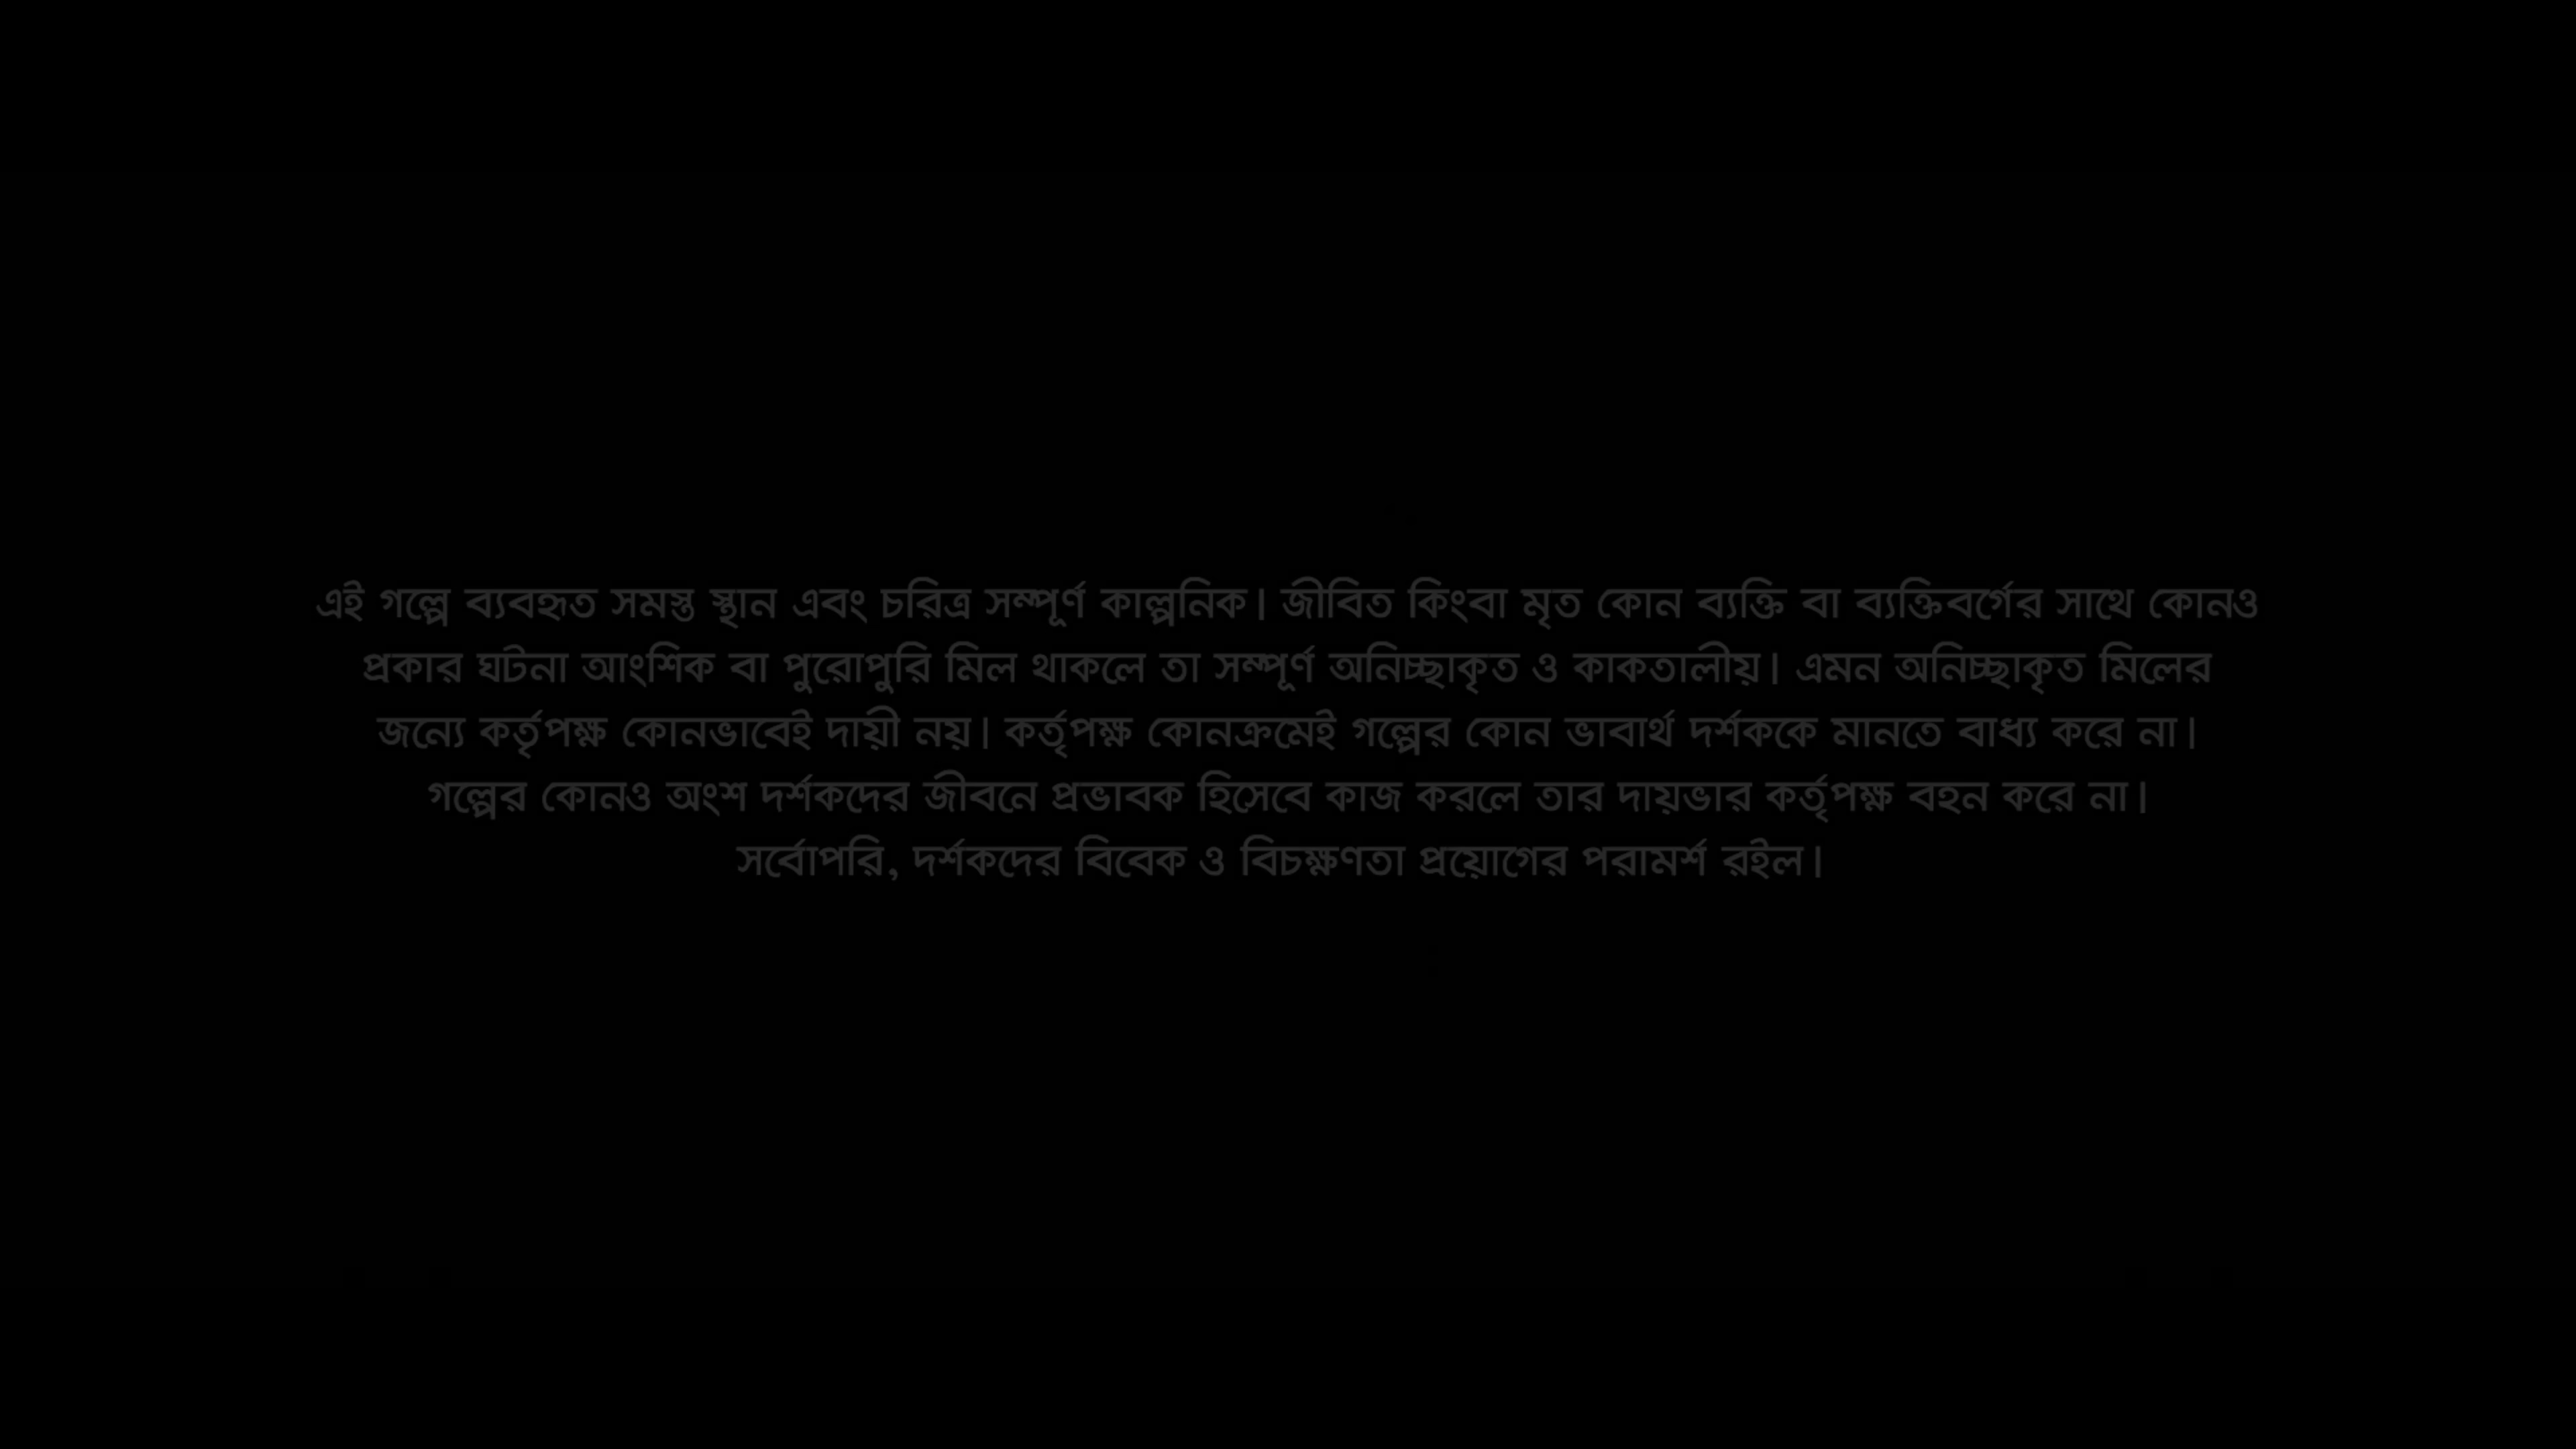 এই গল্পে ব্যবহৃত সমস্ত স্থান এবং চরিত্র সম্পূর্ণ কাল্পনিক। জীবিত কিংবা মৃত কোন ব্যক্তি বা ব্যক্তিবর্গের সাথে কোনও
প্রকার ঘটনা আংশিক বা পুরোপুরি মিল থাকলে তা সম্পূর্ণ অনিচ্ছাকৃত ও কাকতালীয়। এমন অনিচ্ছাকৃত মিলের
জন্যে কর্তৃপক্ষ কোনভাবেই দায়ী নয়। কর্তৃপক্ষ কোনক্রমেই গল্পের কোন ভাবার্থ দর্শককে মানতে বাধ্য করে না।
গল্পের কোনও অংশ দর্শকদের জীবনে প্রভাবক হিসেবে কাজ করলে তার দায়ভার কর্তৃপক্ষ বহন করে না।
সর্বোপরি, দর্শকদের বিবেক ও বিচক্ষণতা প্রয়োগের পরামর্শ রইল।